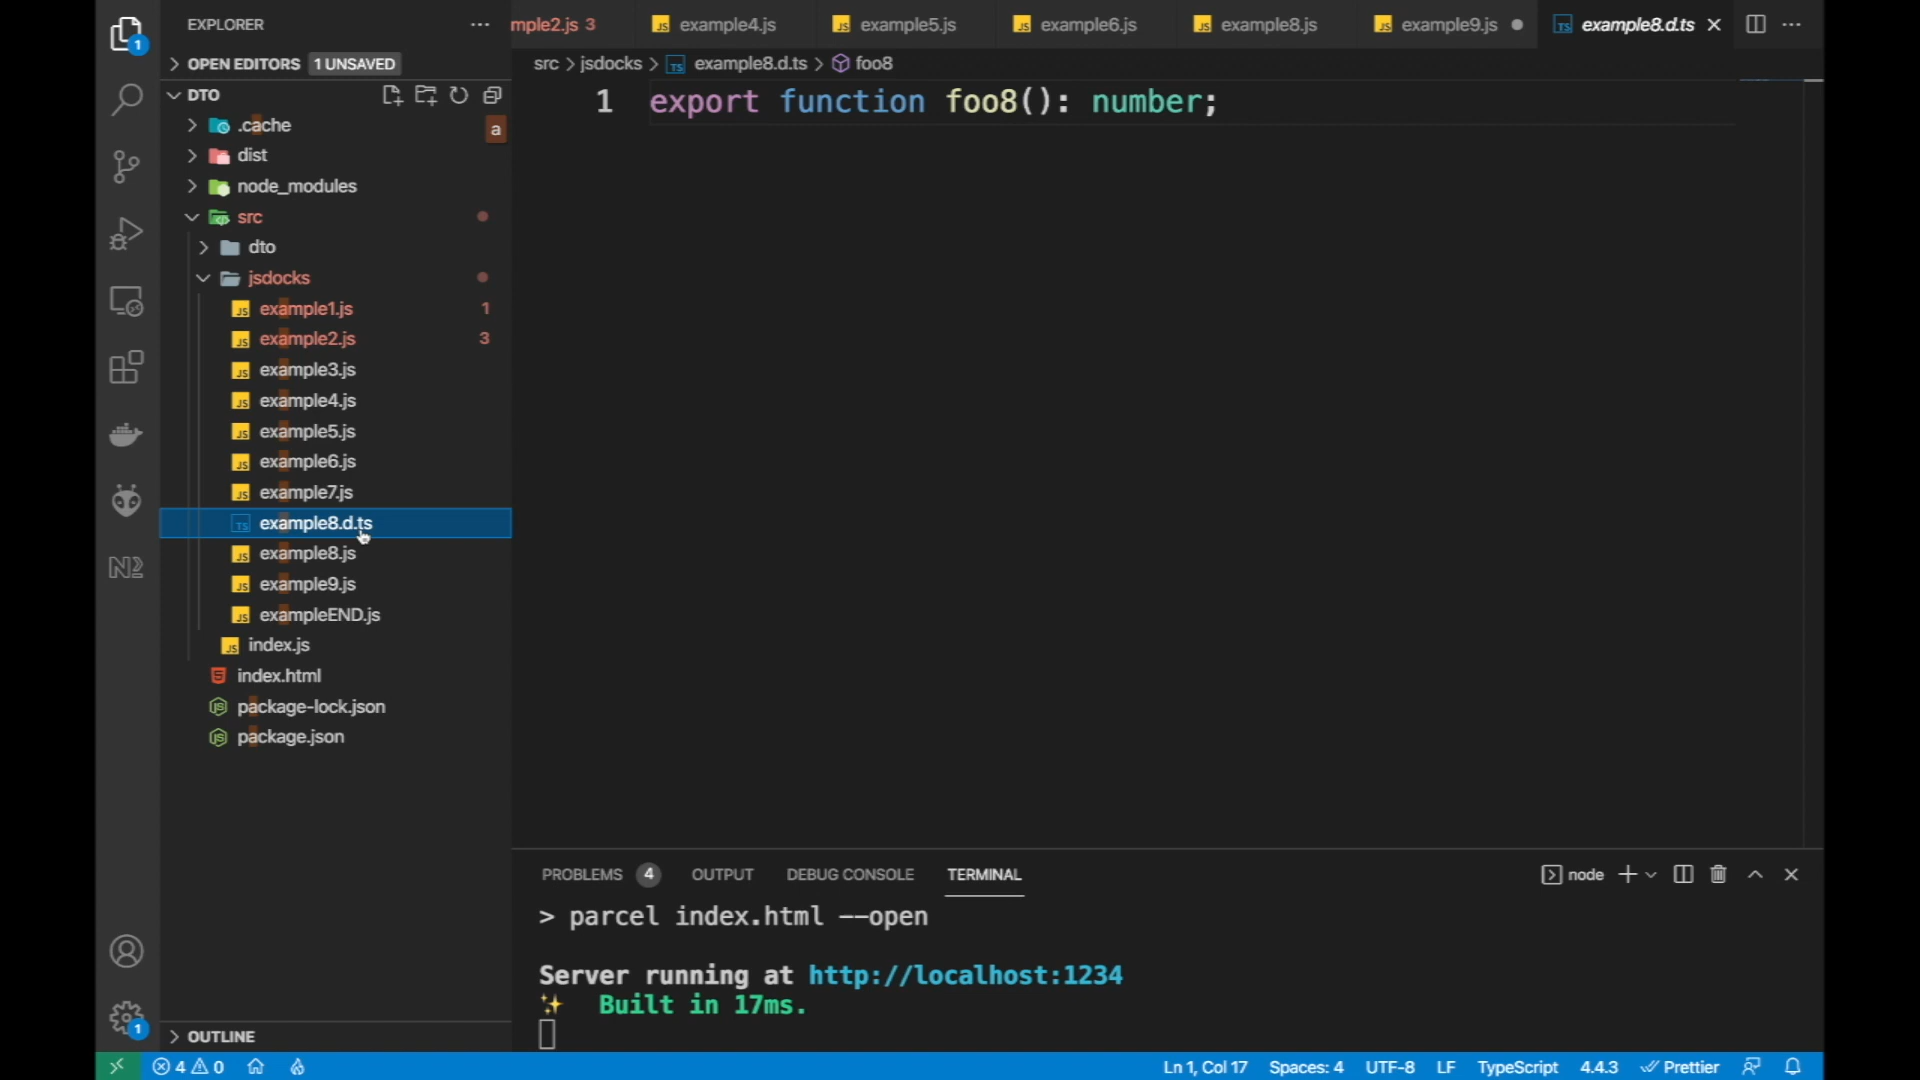 EXPLORER
OPEN EDITORS 1 UNSAVED
DTO
.cache
a
dist
node_modules
src
dto
jsdocks
example1.js 1
example2.js 3
example3.js
example4.js
example5.js
example6.js
example7.js
example8.d.ts
example8.js
example9.js
exampleEND.js
index.js
index.html
package-lock.json
package.json
OUTLINE
mple2.js 3 example4.js example5.js example6.js example8.js example9.js example8.d.ts
src > jsdocks > example8.d.ts > foo8
1 export function foo8(): number;
PROBLEMS 4 OUTPUT DEBUG CONSOLE TERMINAL node
> parcel index.html --open
Server running at http://localhost:1234
✨ Built in 17ms.
4 0 Ln 1, Col 17 Spaces: 4 UTF-8 LF TypeScript 4.4.3 Prettier